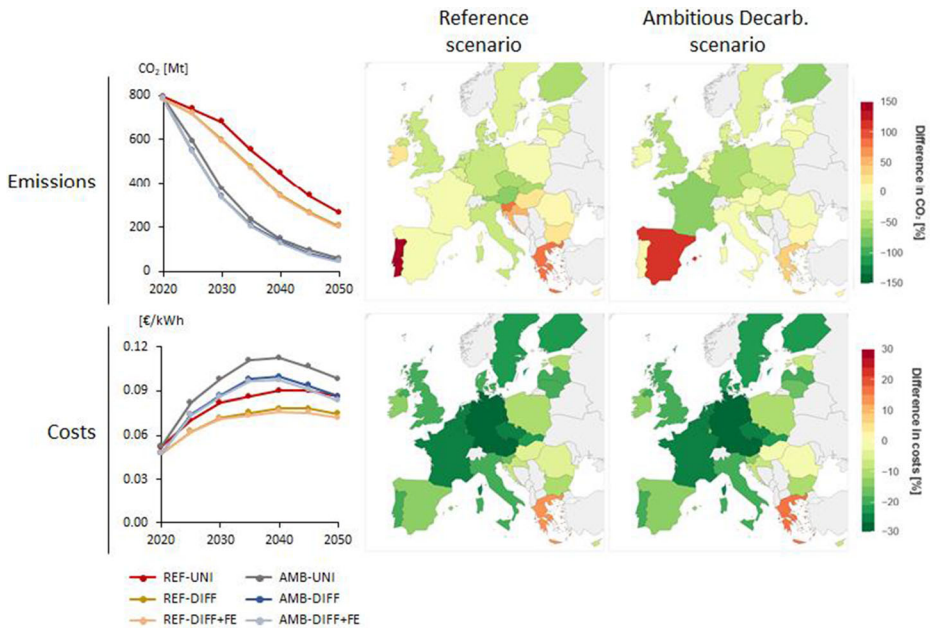 Reference
scenario
Ambitious Decarb.
scenario
Emissions
CO₂ [Mt]
800
600
400
200
0
2020
2030
2040
2050
150
100
50
0
−50
−100
−150
Difference in CO₂ [%]
Costs
[€/kWh
0.12
0.09
0.06
0.03
0.00
2020
2030
2040
2050
30
20
10
0
−10
−20
−30
Difference in costs [%]
REF-UNI
AMB-UNI
REF-DIFF
AMB-DIFF
REF-DIFF+FE
AMB-DIFF+FE